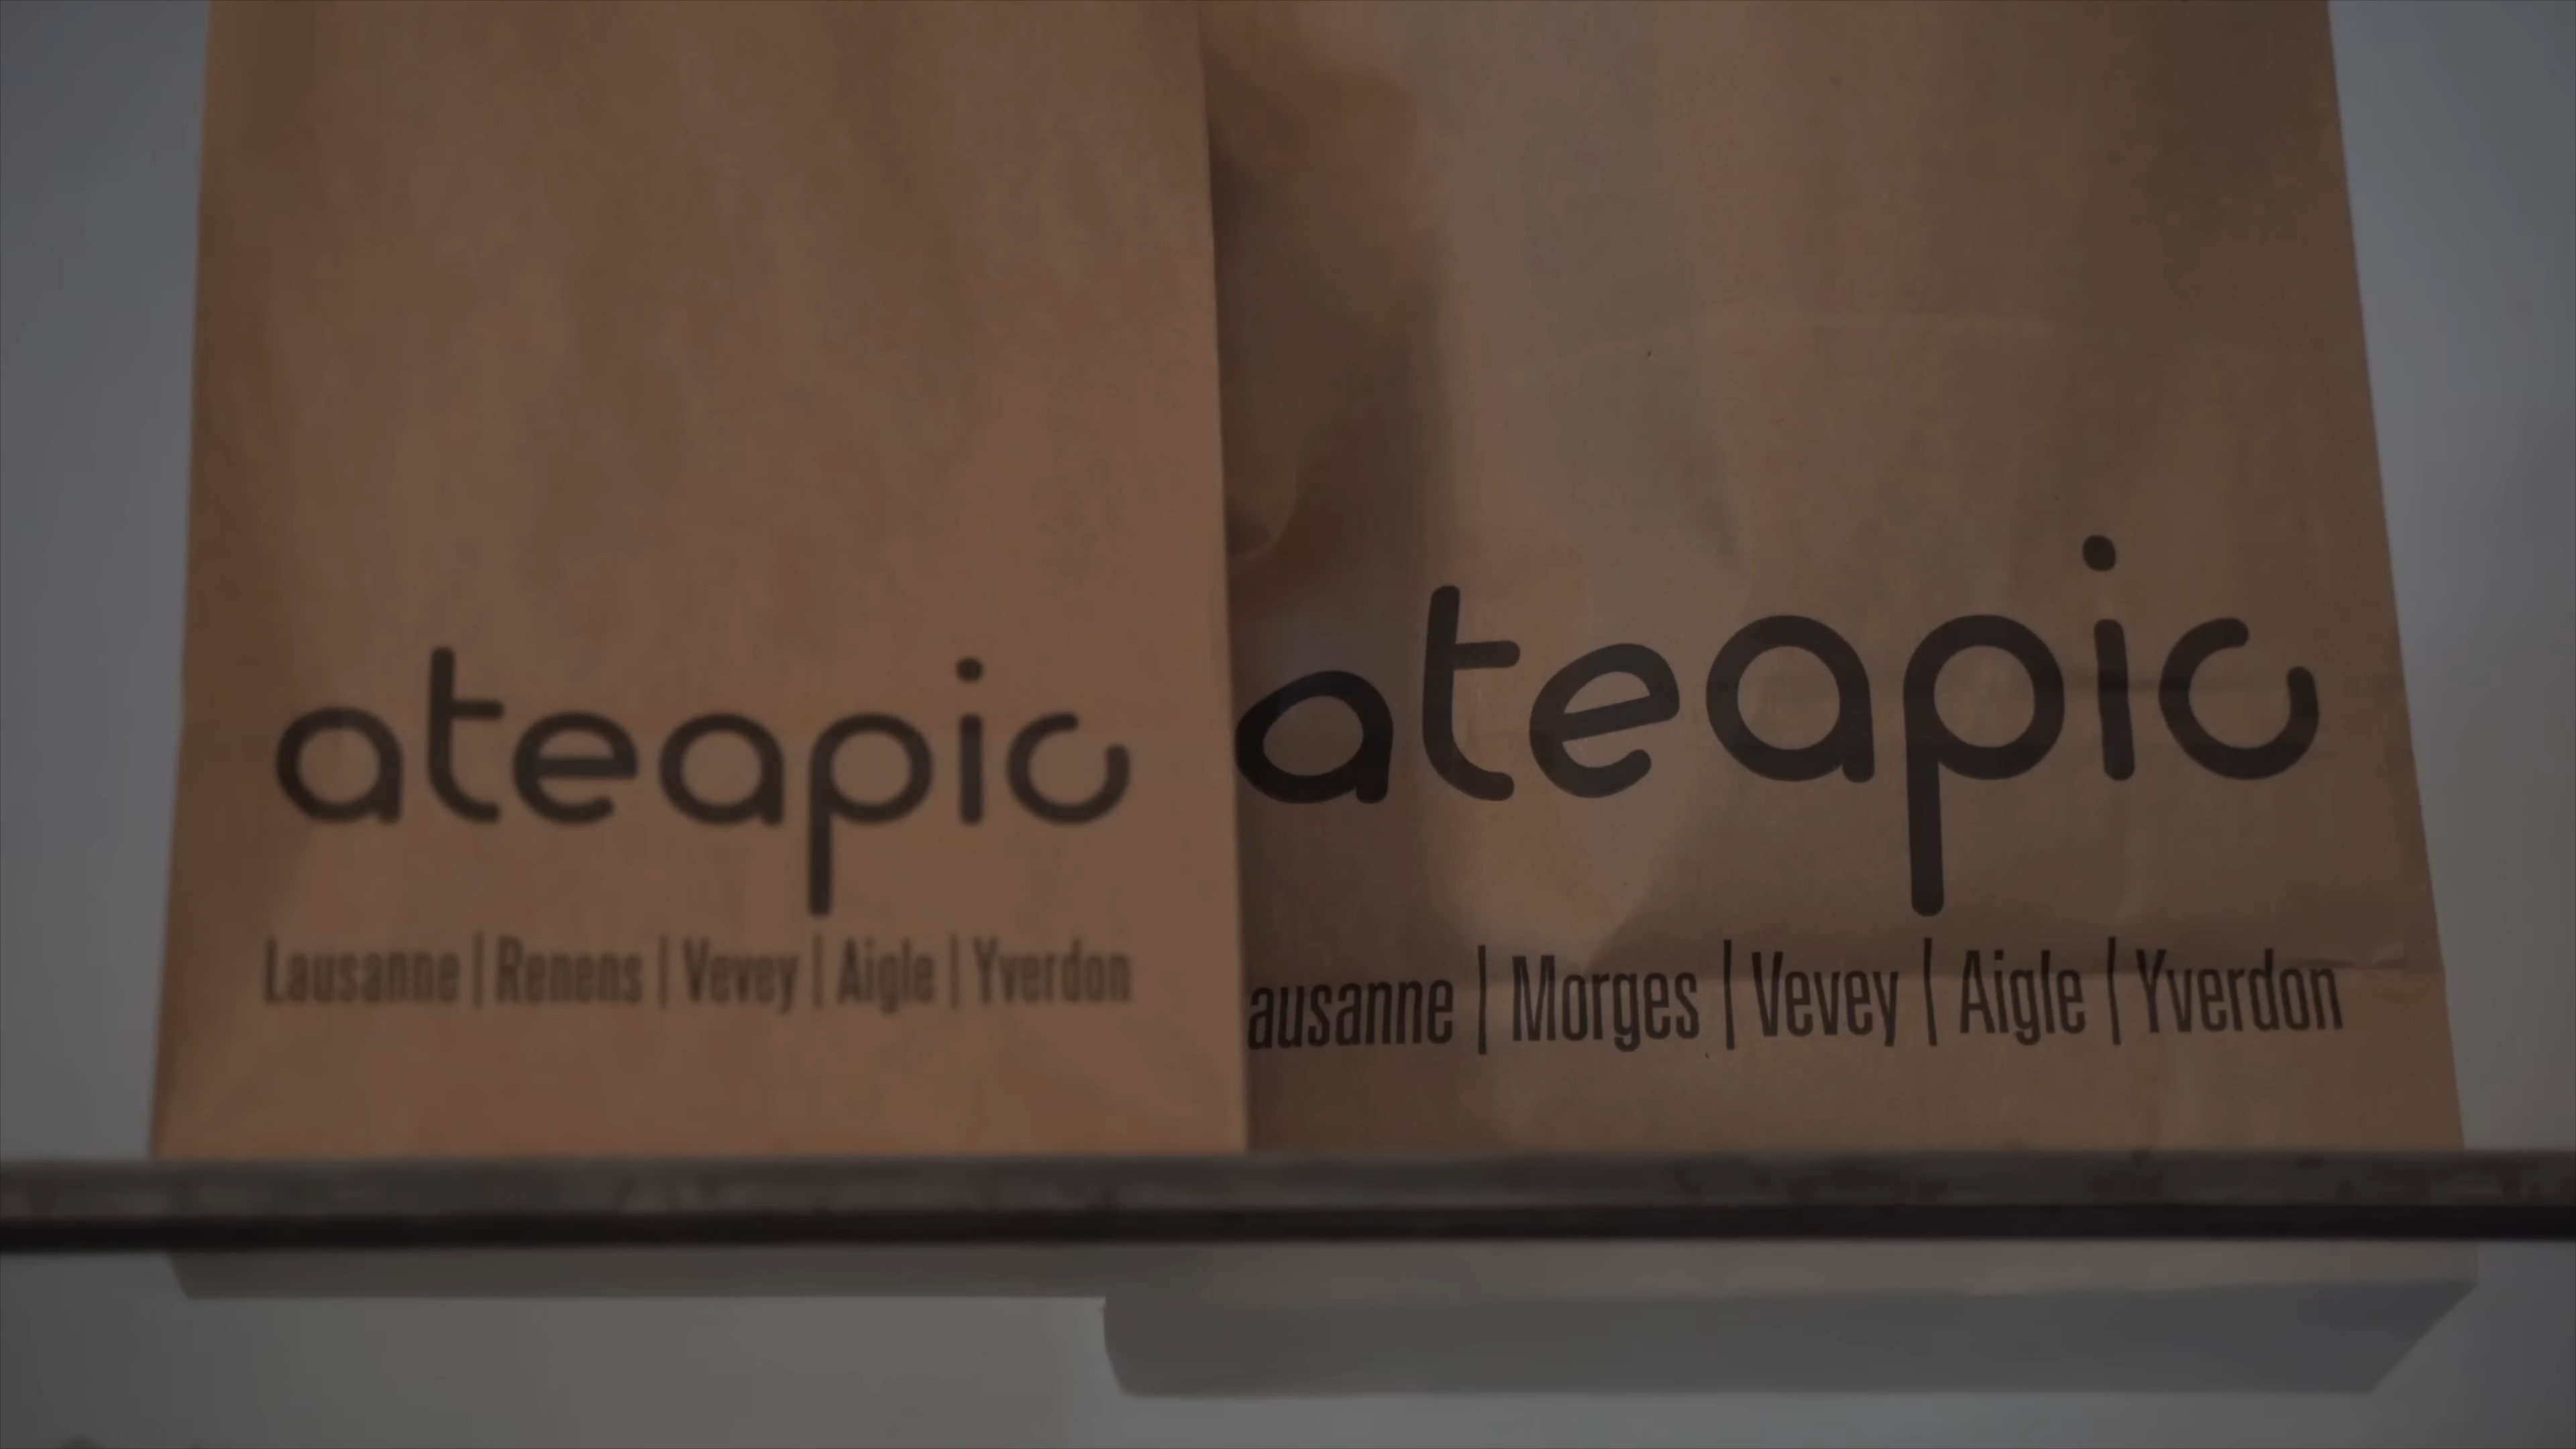 ateapic
Lausanne | Renens | Vevey | Aigle | Yverdon
ateapic
ausanne | Morges | Vevey | Aigle | Yverdon